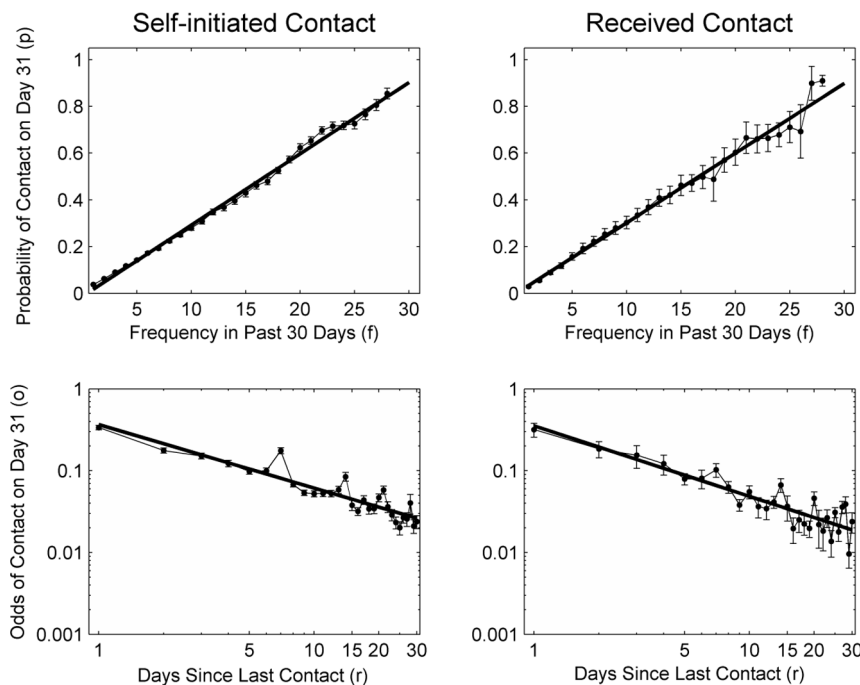 Self-initiated Contact
Received Contact
Probability of Contact on Day 31 (p)
1
0.8
0.6
0.4
0.2
0
5 10 15 20 25 30
Frequency in Past 30 Days (f)
1
0.8
0.6
0.4
0.2
0
5 10 15 20 25 30
Frequency in Past 30 Days (f)
Odds of Contact on Day 31 (o)
1
0.1
0.01
0.001
1 5 10 15 20 30
Days Since Last Contact (r)
1
0.1
0.01
0.001
1 5 10 15 20 30
Days Since Last Contact (r)